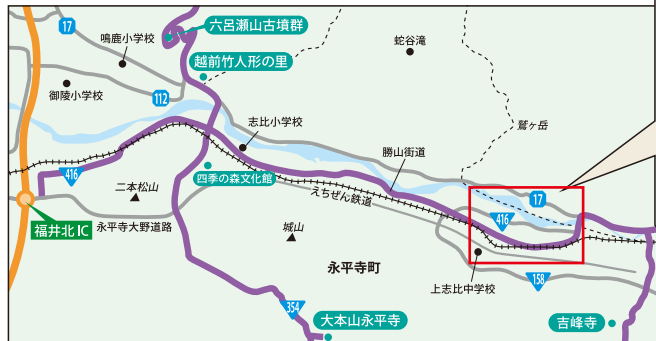 六呂瀬山古墳群
17
鳴鹿小学校
蛇谷滝
越前竹人形の里
御陵小学校
112
鷲ヶ岳
志比小学校
勝山街道
416
四季の森文化館
二本松山
えちぜん鉄道
17
416
福井北IC
永平寺大野道路
城山
永平寺町
上志比中学校
158
354
大本山永平寺
吉峰寺